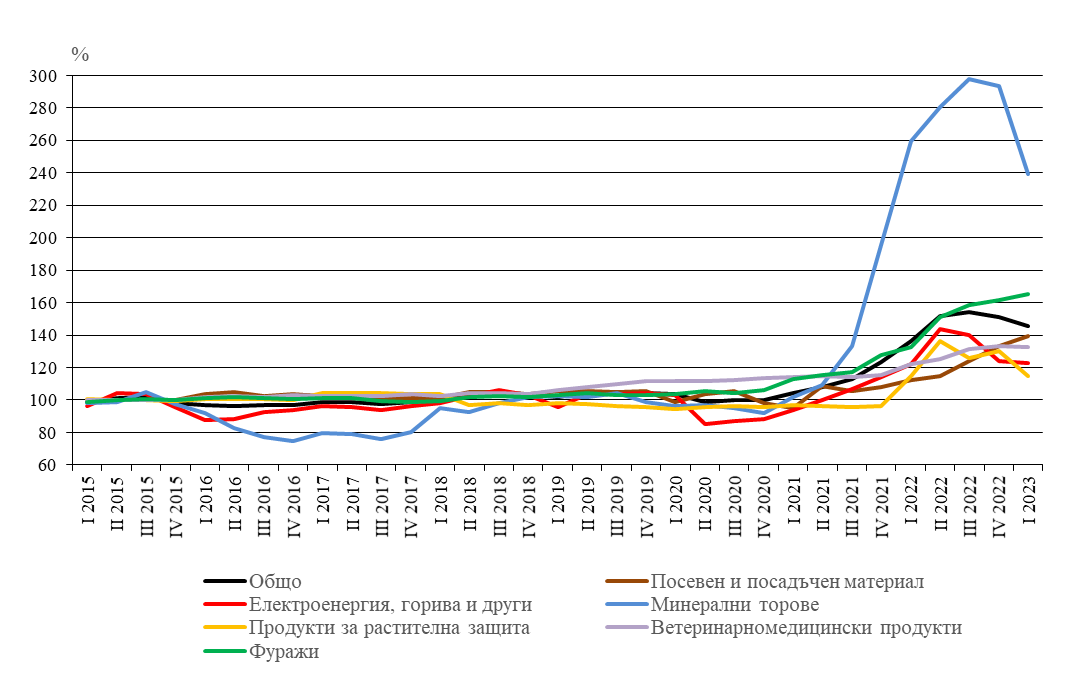 %
300
280
260
240
220
200
180
160
140
120
100
80
60
I 2015
II 2015
III 2015
IV 2015
I 2016
II 2016
III 2016
IV 2016
I 2017
II 2017
III 2017
IV 2017
I 2018
II 2018
III 2018
IV 2018
I 2019
II 2019
III 2019
IV 2019
I 2020
II 2020
III 2020
IV 2020
I 2021
II 2021
III 2021
IV 2021
I 2022
II 2022
III 2022
IV 2022
I 2023
Общо
Посевен и посадъчен материал
Електроенергия, горива и други
Минерални торове
Продукти за растителна защита
Ветеринарномедицински продукти
Фуражи